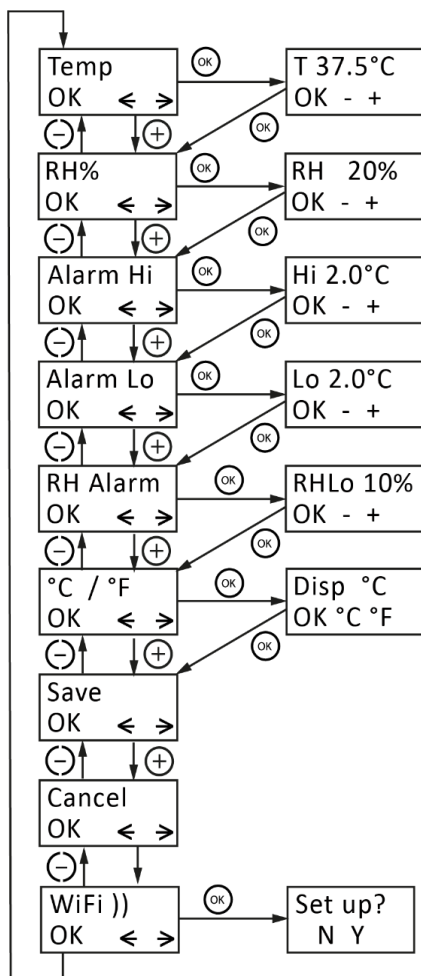 Temp
OK ← →
OK
T 37.5°C
OK - +
− +
OK
RH%
OK ← →
OK
RH 20%
OK - +
− +
OK
Alarm Hi
OK ← →
OK
Hi 2.0°C
OK - +
− +
OK
Alarm Lo
OK ← →
OK
Lo 2.0°C
OK - +
− +
OK
RH Alarm
OK ← →
OK
RHLo 10%
OK - +
− +
OK
°C / °F
OK ← →
OK
Disp °C
OK °C °F
− +
OK
Save
OK ← →
− +
Cancel
OK ← →
−
WiFi ))
OK ← →
OK
Set up?
N Y